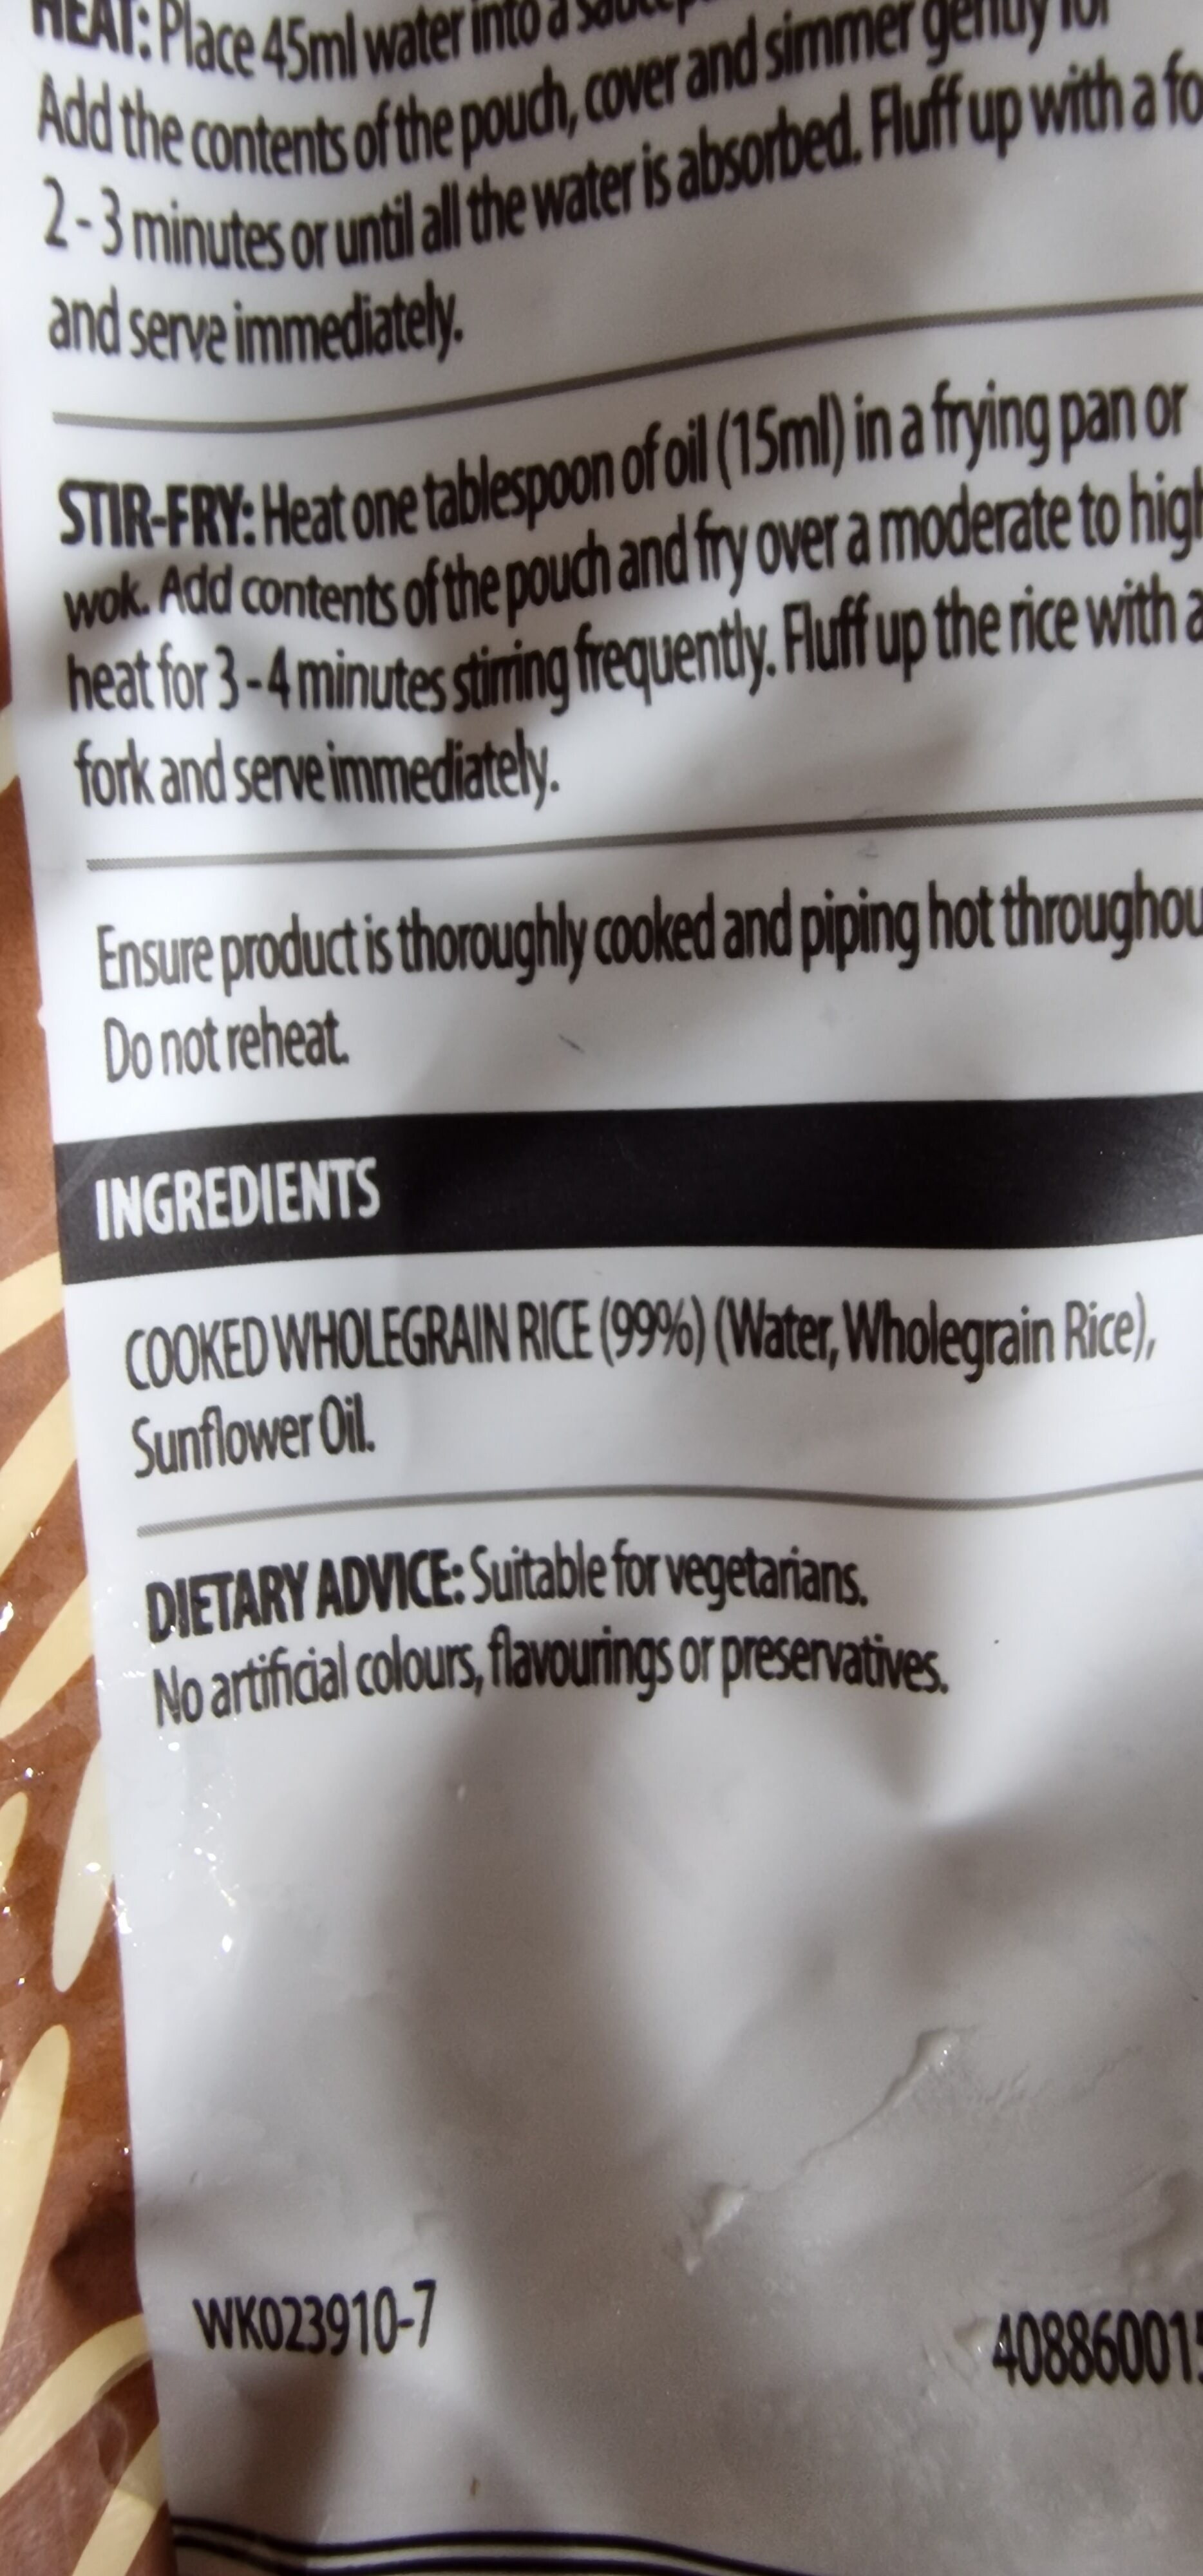 HEAT: Place 45ml water into a
Add the contents of the pouch, cover and simmer gently for
2 - 3 minutes or until all the water is absorbed. Fluff up with a
and serve immediately.
STIR-FRY: Heat one tablespoon of oil (15ml) in a frying pan or
wok. Add contents of the pouch and fry over a moderate to
heat for 3 - 4 minutes stirring frequently. Fluff up the rice with a
fork and serve immediately.
Ensure product is thoroughly cooked and piping hot
Do not reheat.
INGREDIENTS
COOKED WHOLEGRAIN RICE (99%) (Water, Wholegrain Rice),
Sunflower Oil.
DIETARY ADVICE: Suitable for vegetarians.
No artificial colours, flavourings or preservatives.
WK023910-7